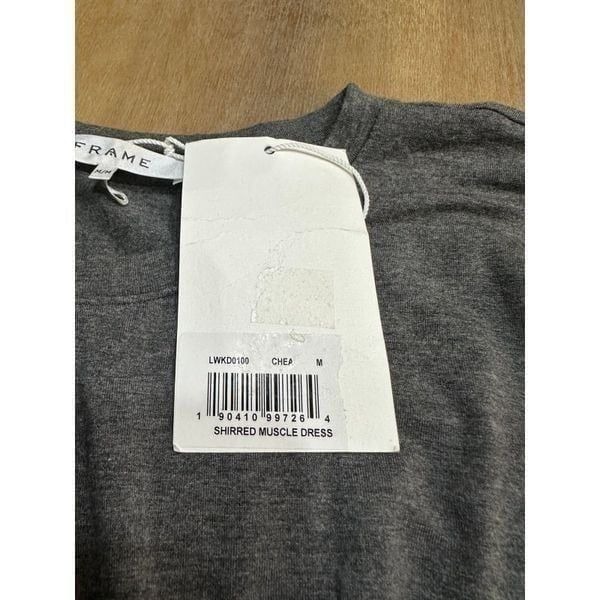 FRAME
M/M
LWKD0100 CHEA M
1 90410 99726 4
SHIRRED MUSCLE DRESS